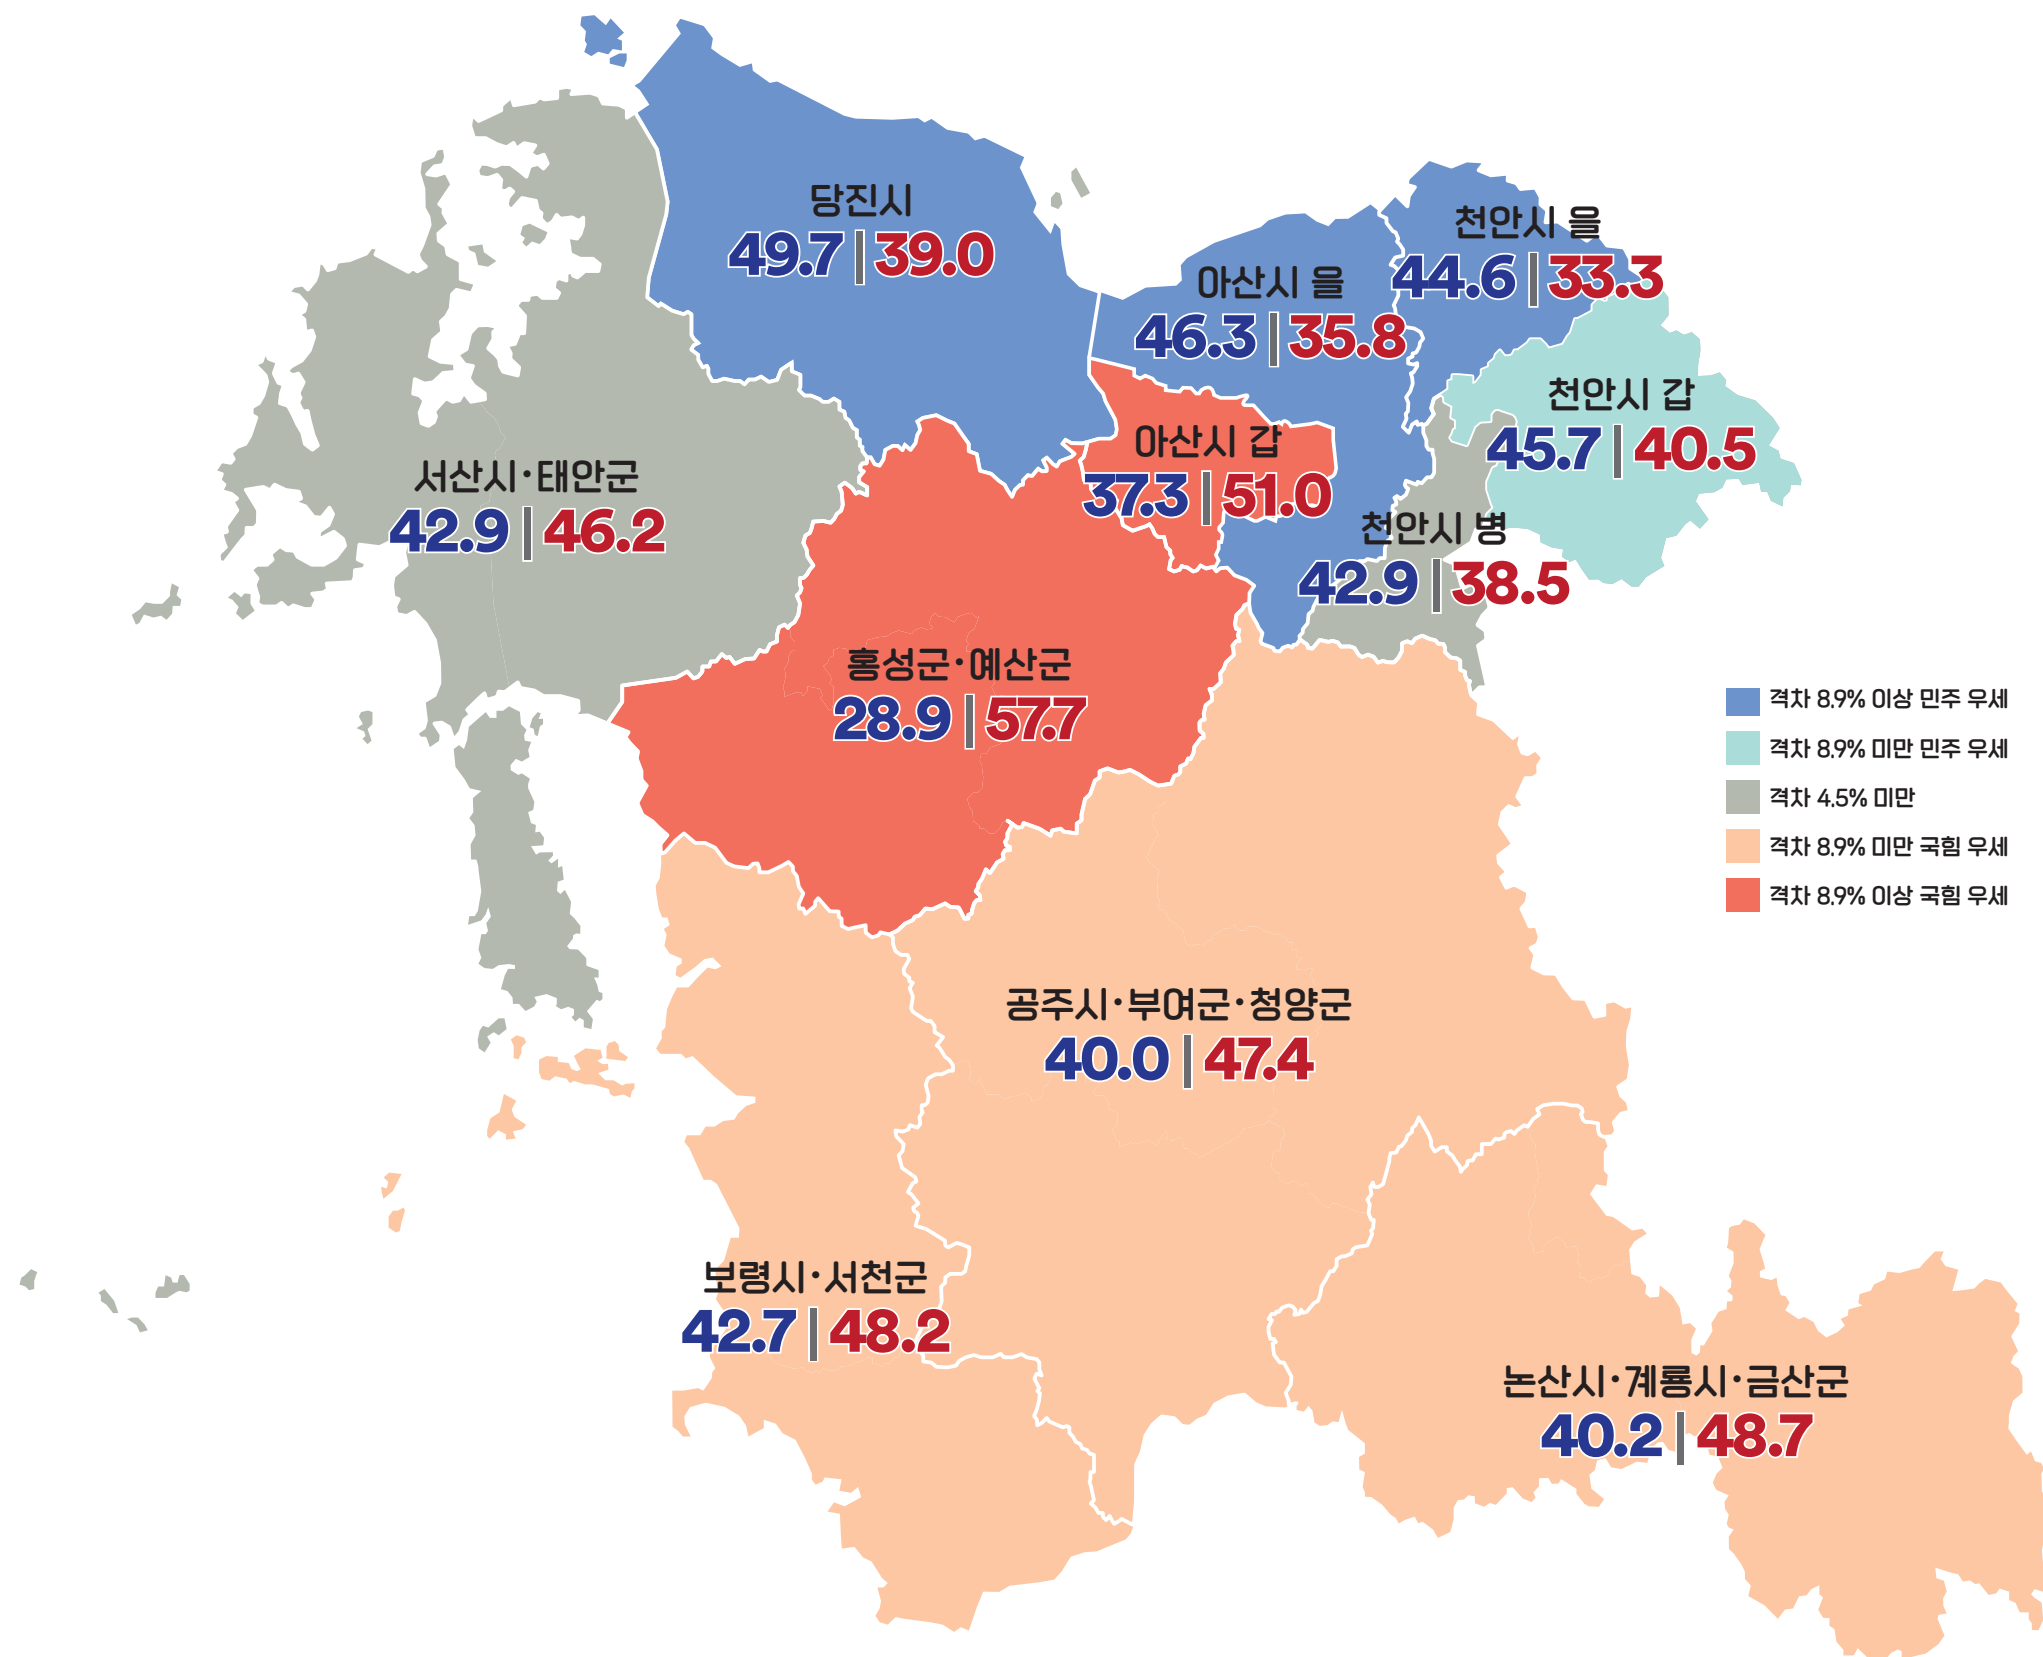 당진시
49.7 | 39.0
천안시 을
44.6 | 33.3
아산시 을
46.3 | 35.8
천안시 갑
45.7 | 40.5
아산시 갑
37.3 | 51.0
서산시·태안군
42.9 | 46.2
천안시 병
42.9 | 38.5
홍성군·예산군
28.9 | 57.7
격차 8.9% 이상 민주 우세
격차 8.9% 미만 민주 우세
격차 4.5% 미만
격차 8.9% 미만 국힘 우세
격차 8.9% 이상 국힘 우세
공주시·부여군·청양군
40.0 | 47.4
보령시·서천군
42.7 | 48.2
논산시·계룡시·금산군
40.2 | 48.7